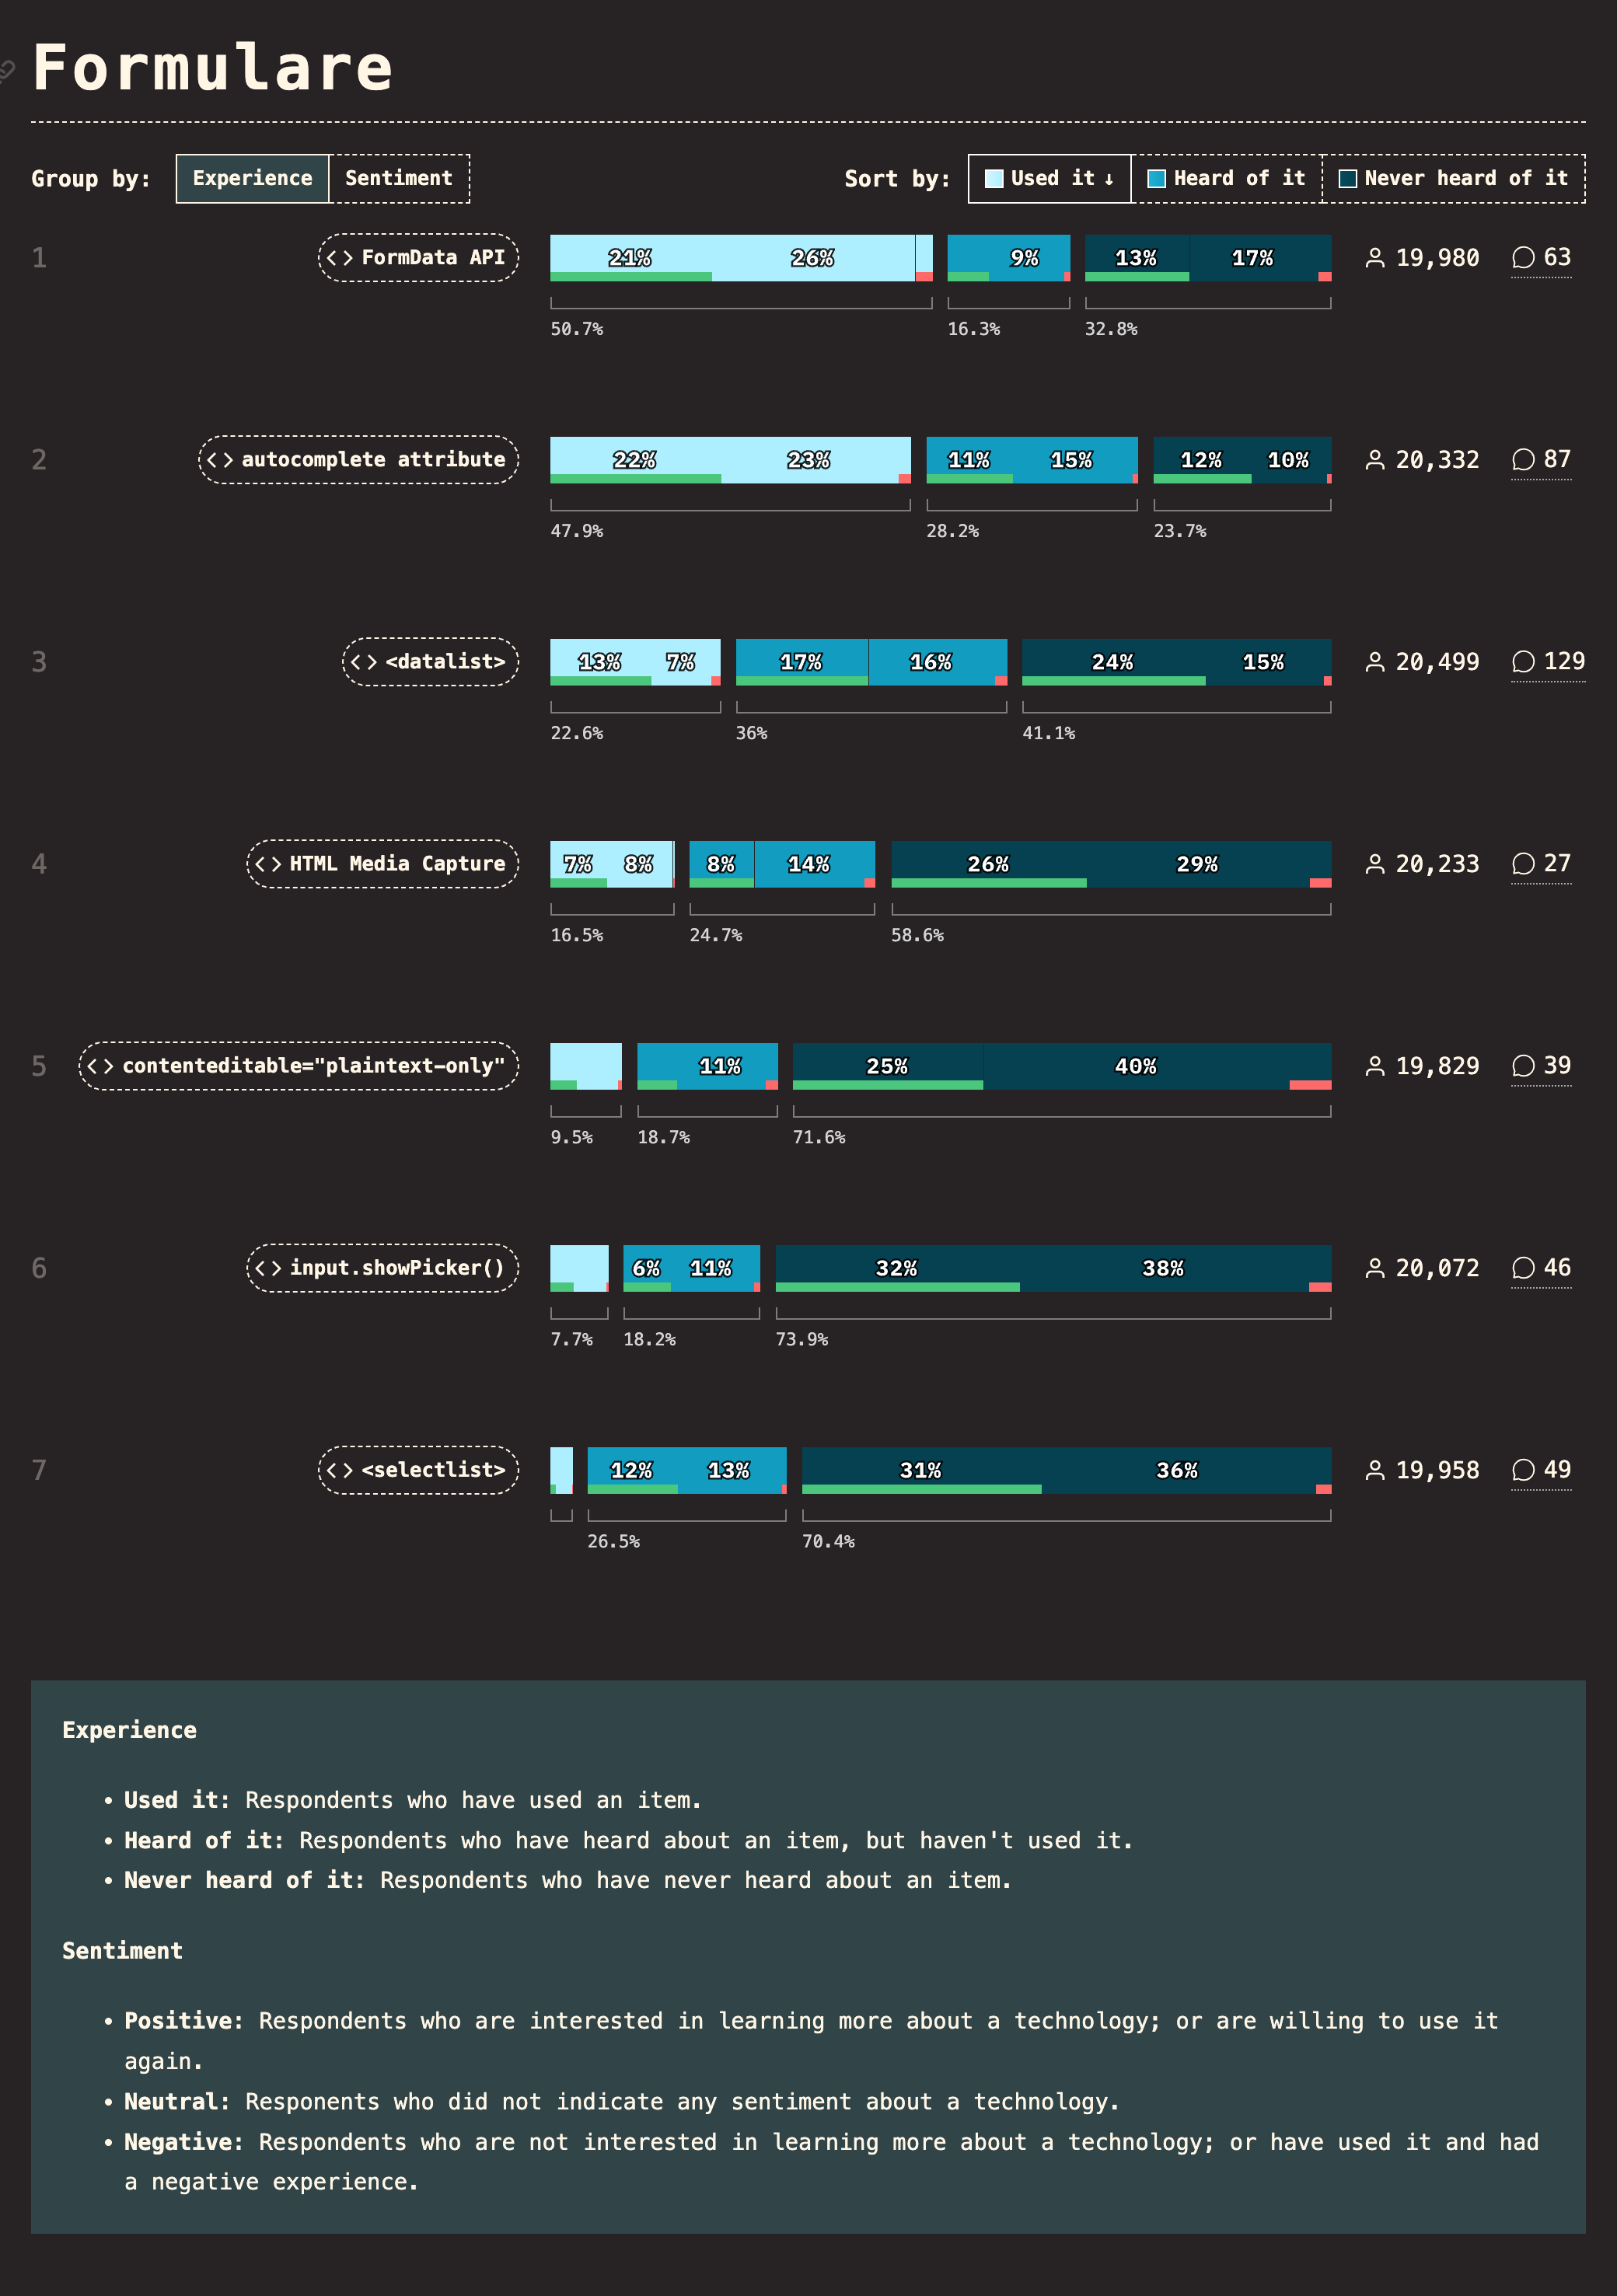 Formulare
Group by: Experience Sentiment Sort by: Used it ↓ Heard of it Never heard of it
1 <> FormData API 21% 26% 9% 13% 17% 19,980 63
50.7% 16.3% 32.8%
2 <> autocomplete attribute 22% 23% 11% 15% 12% 10% 20,332 87
47.9% 28.2% 23.7%
3 <> <datalist> 13% 7% 17% 16% 24% 15% 20,499 129
22.6% 36% 41.1%
4 <> HTML Media Capture 7% 8% 8% 14% 26% 29% 20,233 27
16.5% 24.7% 58.6%
5 <> contenteditable="plaintext-only" 11% 25% 40% 19,829 39
9.5% 18.7% 71.6%
6 <> input.showPicker() 6% 11% 32% 38% 20,072 46
7.7% 18.2% 73.9%
7 <> <selectlist> 12% 13% 31% 36% 19,958 49
26.5% 70.4%
Experience
• Used it: Respondents who have used an item.
• Heard of it: Respondents who have heard about an item, but haven't used it.
• Never heard of it: Respondents who have never heard about an item.
Sentiment
• Positive: Respondents who are interested in learning more about a technology; or are willing to use it
again.
• Neutral: Responents who did not indicate any sentiment about a technology.
• Negative: Respondents who are not interested in learning more about a technology; or have used it and had
a negative experience.